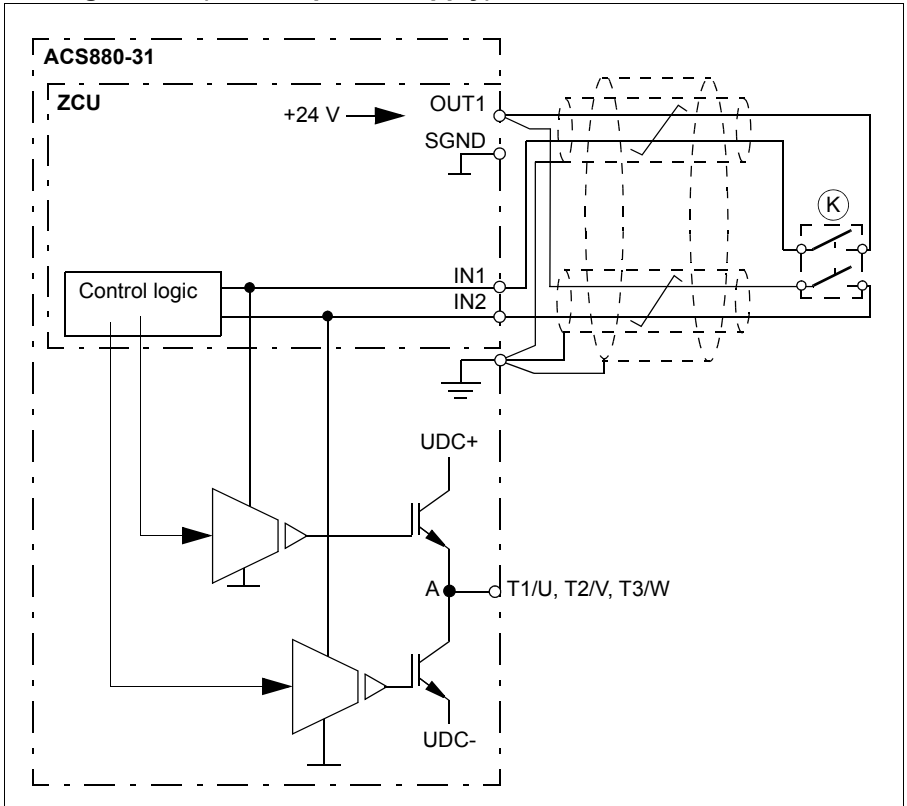 ACS880-31
ZCU
+24 V
OUT1
SGND
K
IN1
Control logic
IN2
UDC+
A
T1/U, T2/V, T3/W
UDC-